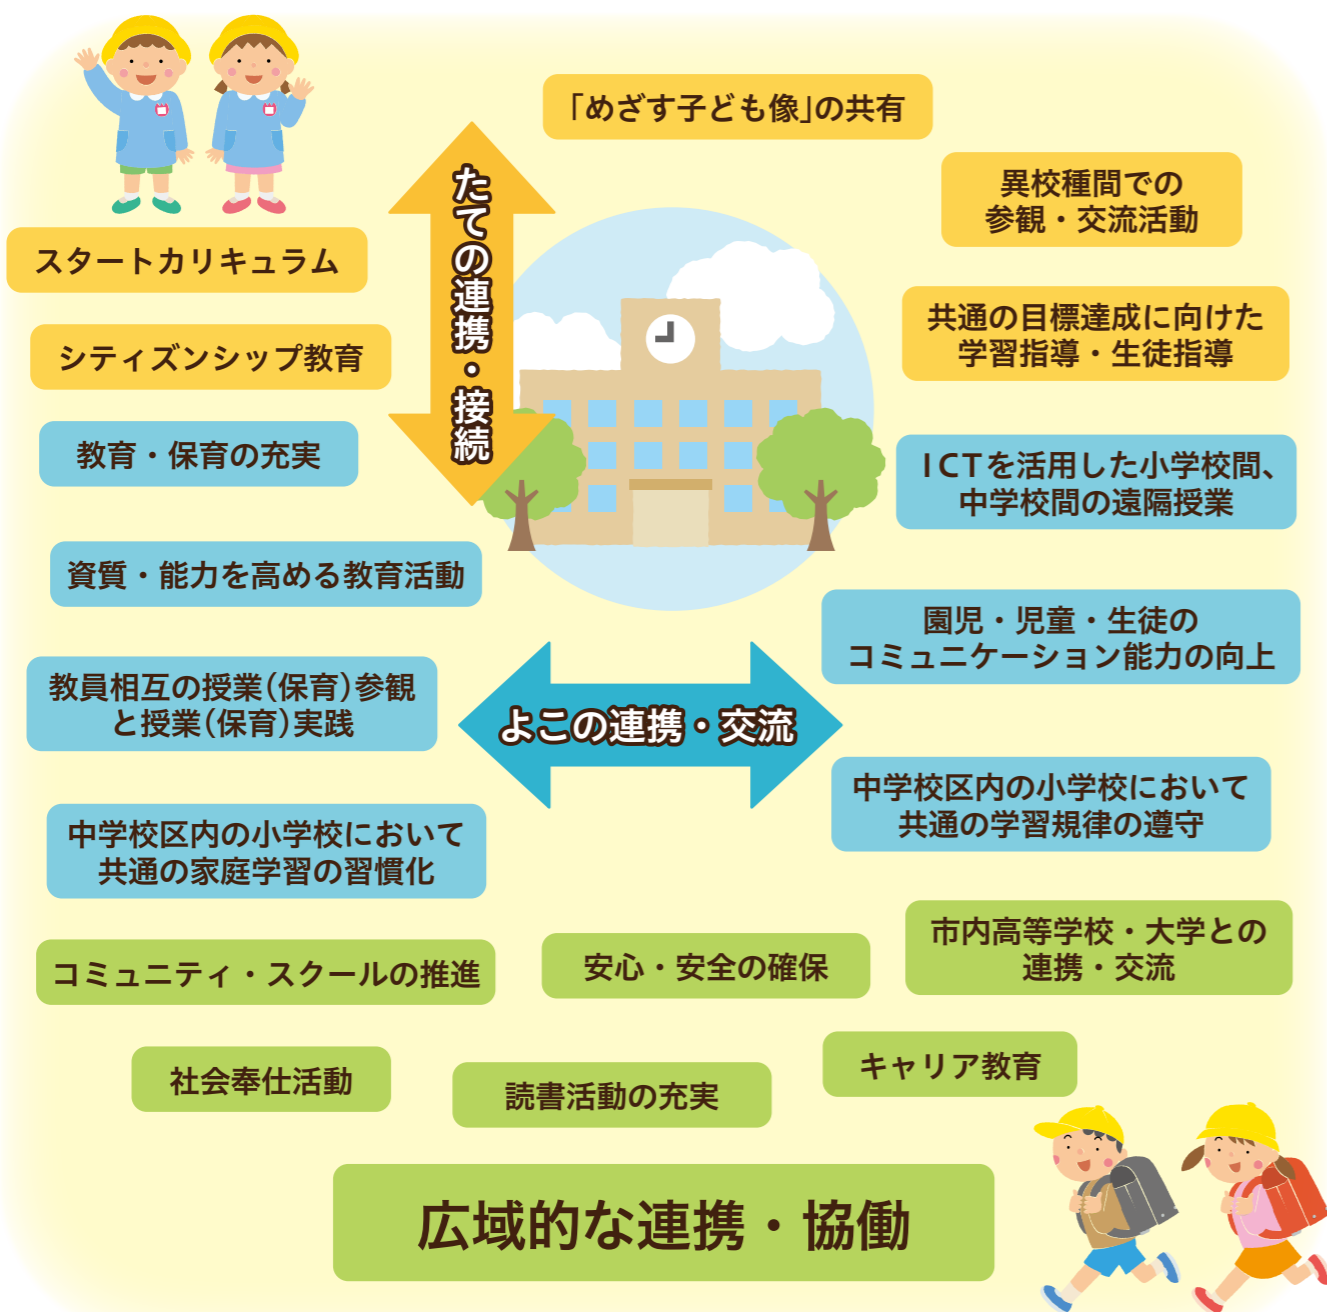 「めざす子ども像」の共有
異校種間での
参観・交流活動
たての連携・接続
スタートカリキュラム
シティズンシップ教育
共通の目標達成に向けた
学習指導・生徒指導
教育・保育の充実
ICTを活用した小学校間、
中学校間の遠隔授業
資質・能力を高める教育活動
園児・児童・生徒の
コミュニケーション能力の向上
教員相互の授業(保育)参観
と授業(保育)実践
よこの連携・交流
中学校区内の小学校において
共通の学習規律の遵守
中学校区内の小学校において
共通の家庭学習の習慣化
市内高等学校・大学との
連携・交流
コミュニティ・スクールの推進
安心・安全の確保
社会奉仕活動
読書活動の充実
キャリア教育
広域的な連携・協働